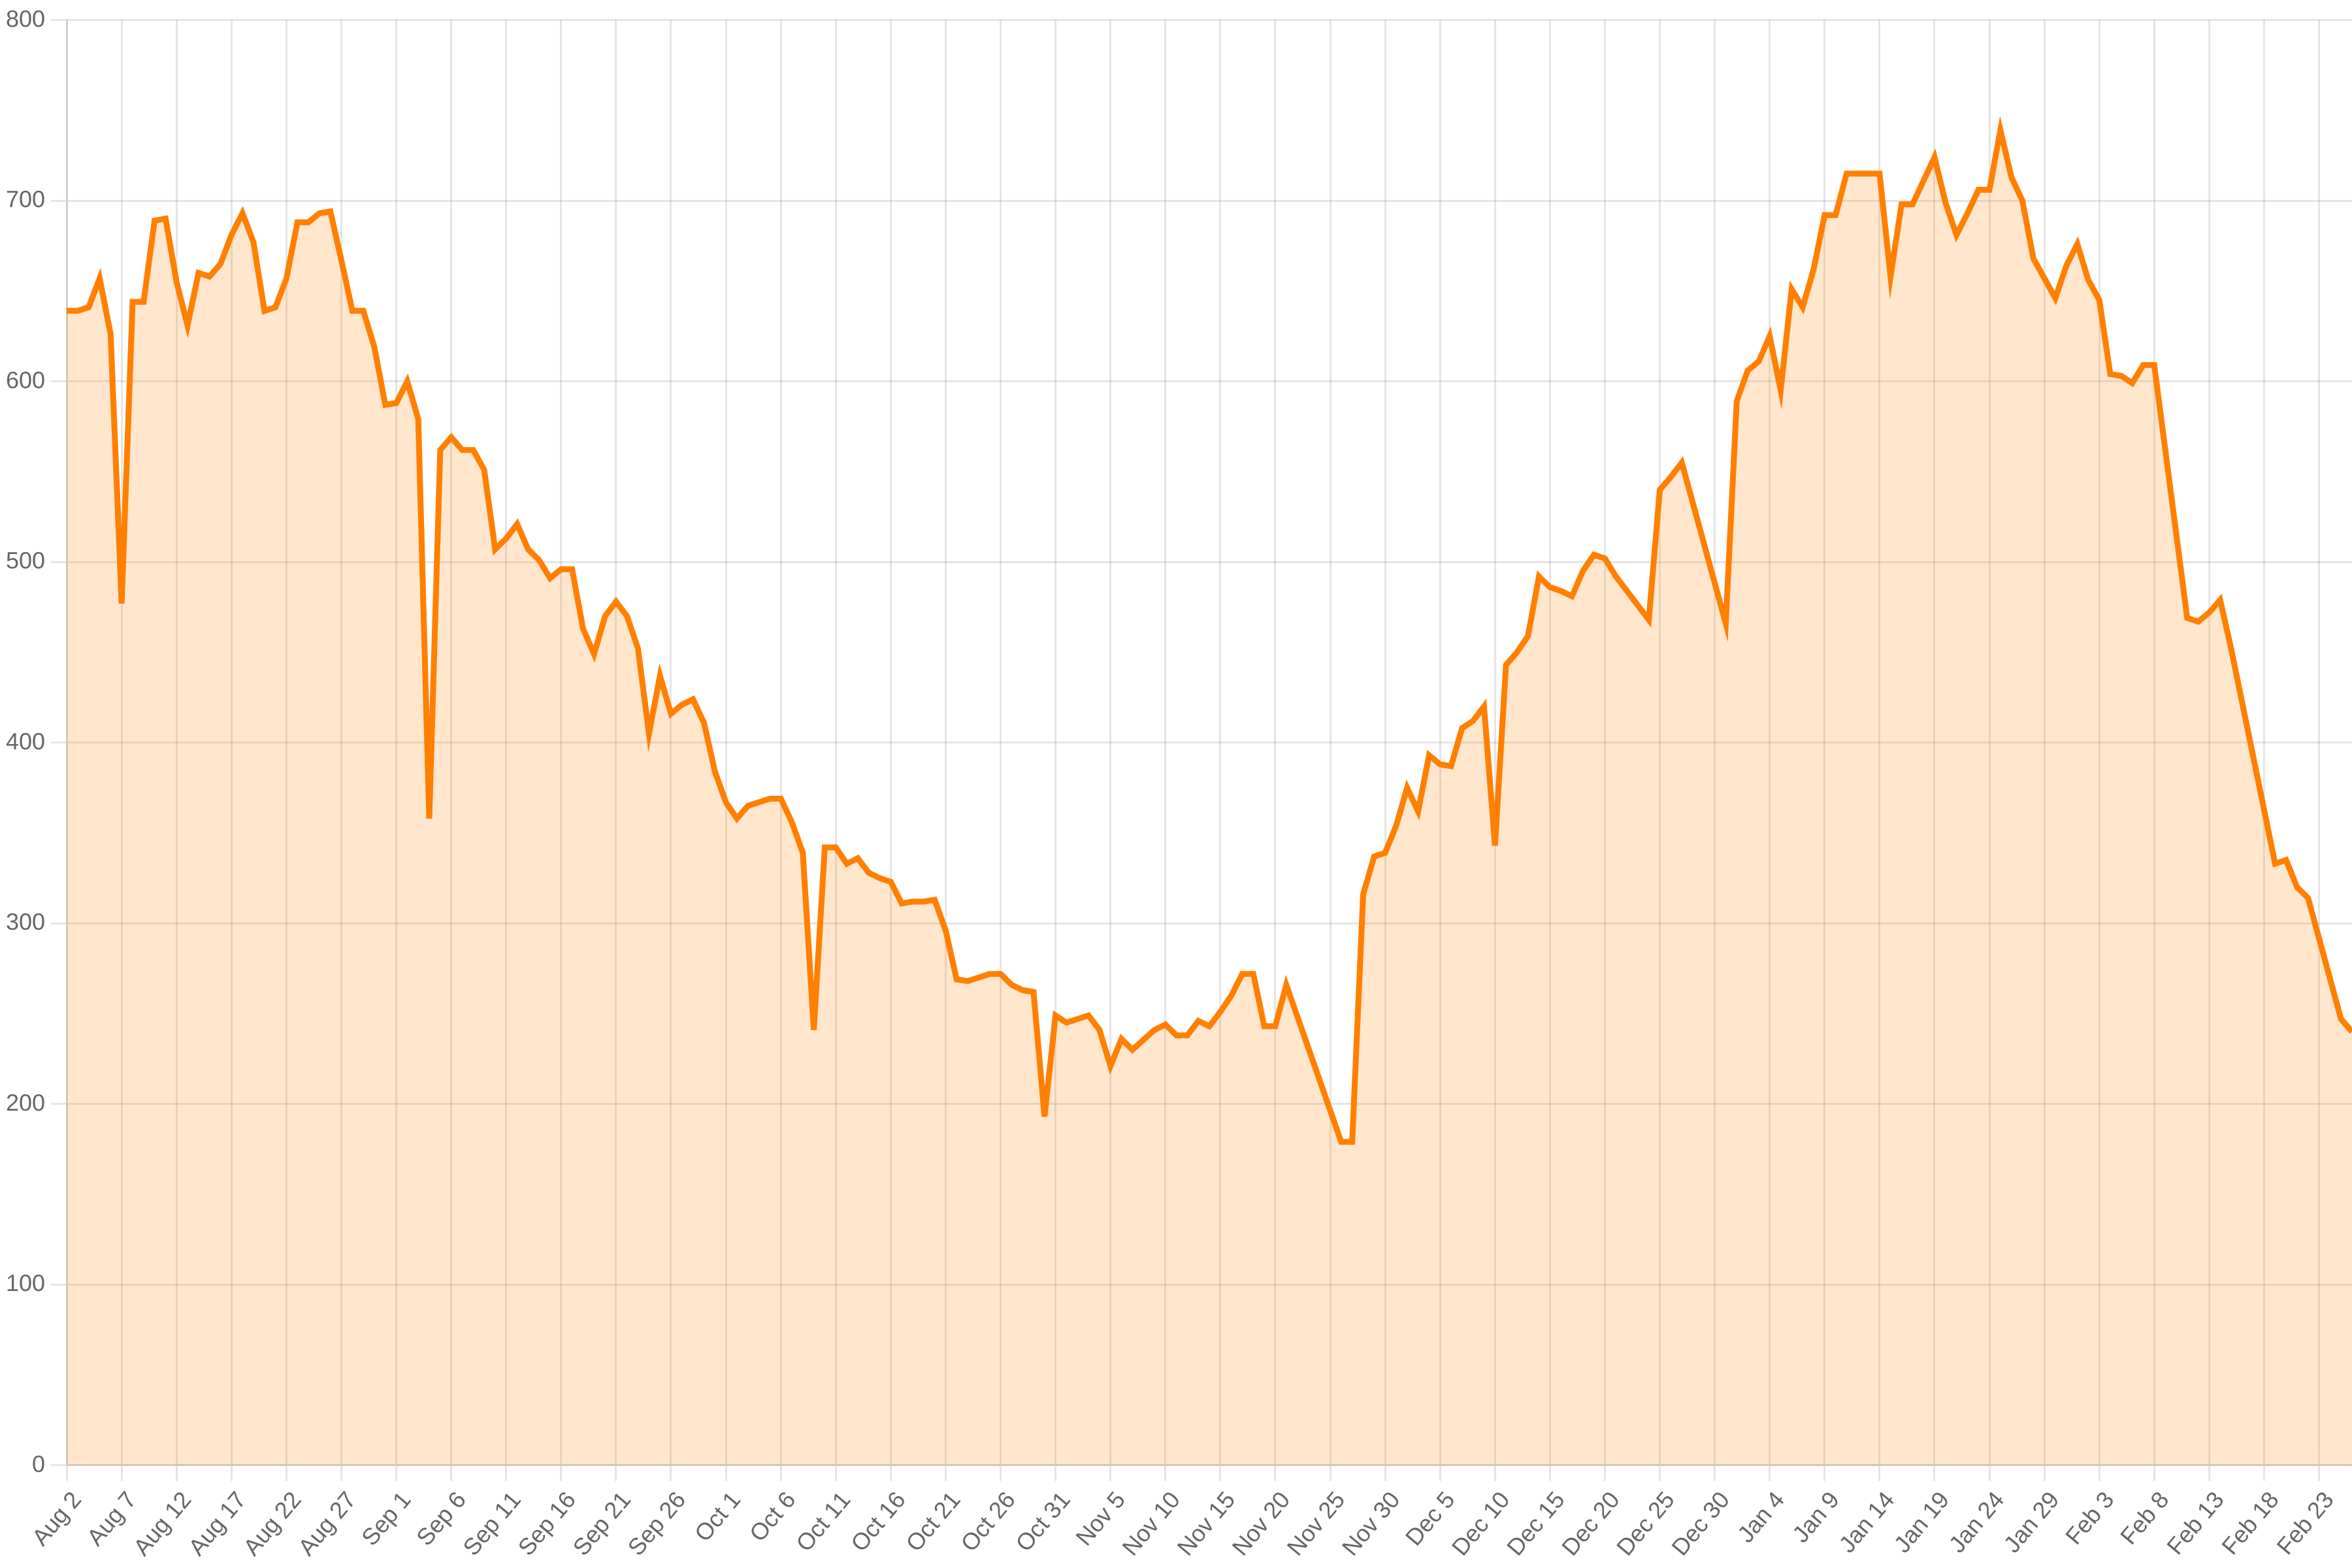 800
700
600
500
400
300
200
100
0
Aug 2
Aug 7
Aug 12
Aug 17
Aug 22
Aug 27
Sep 1
Sep 6
Sep 11
Sep 16
Sep 21
Sep 26
Oct 1
Oct 6
Oct 11
Oct 16
Oct 21
Oct 26
Oct 31
Nov 5
Nov 10
Nov 15
Nov 20
Nov 25
Nov 30
Dec 5
Dec 10
Dec 15
Dec 20
Dec 25
Dec 30
Jan 4
Jan 9
Jan 14
Jan 19
Jan 24
Jan 29
Feb 3
Feb 8
Feb 13
Feb 18
Feb 23